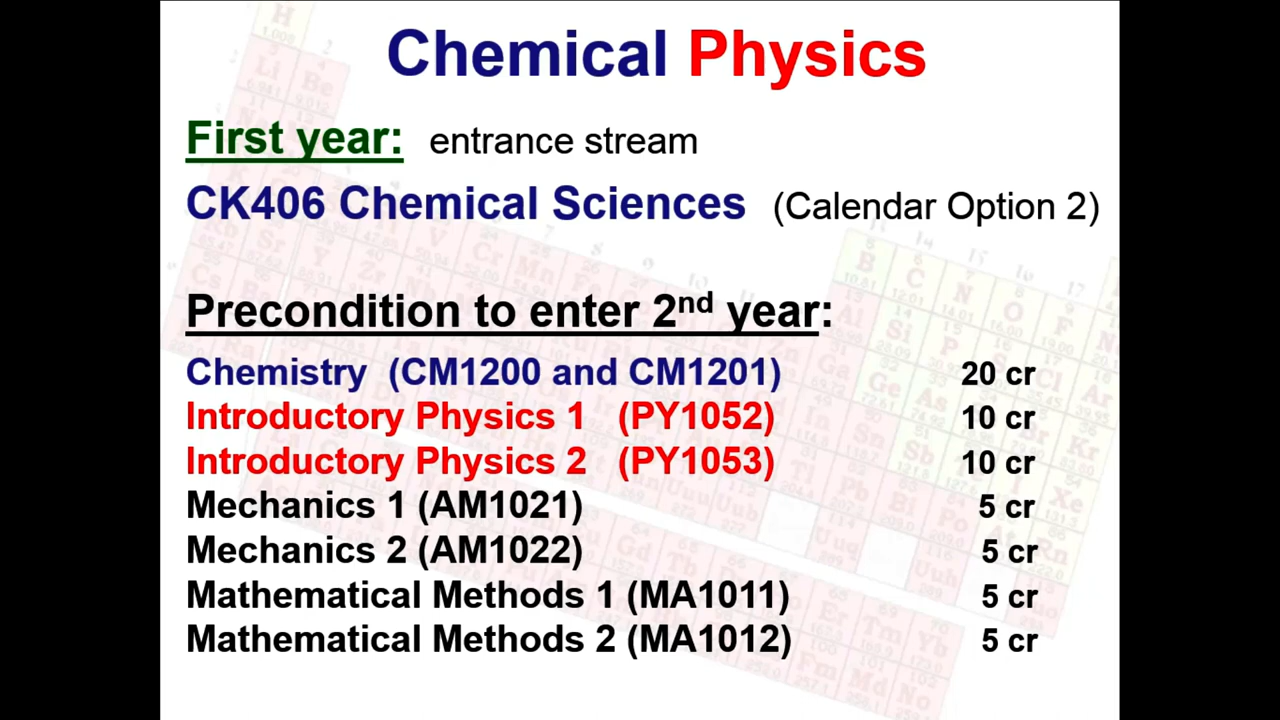 Chemical Physics
First year: entrance stream
CK406 Chemical Sciences (Calendar Option 2)
Precondition to enter 2nd year:
Chemistry (CM1200 and CM1201) 20 cr
Introductory Physics 1 (PY1052) 10 cr
Introductory Physics 2 (PY1053) 10 cr
Mechanics 1 (AM1021) 5 cr
Mechanics 2 (AM1022) 5 cr
Mathematical Methods 1 (MA1011) 5 cr
Mathematical Methods 2 (MA1012) 5 cr